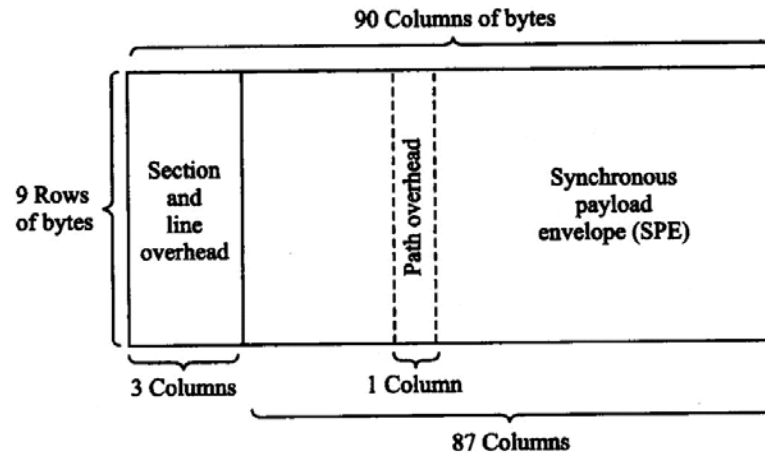 90 Columns of bytes
9 Rows
of bytes
Section
and
line
overhead
Path overhead
Synchronous
payload
envelope (SPE)
3 Columns
1 Column
87 Columns